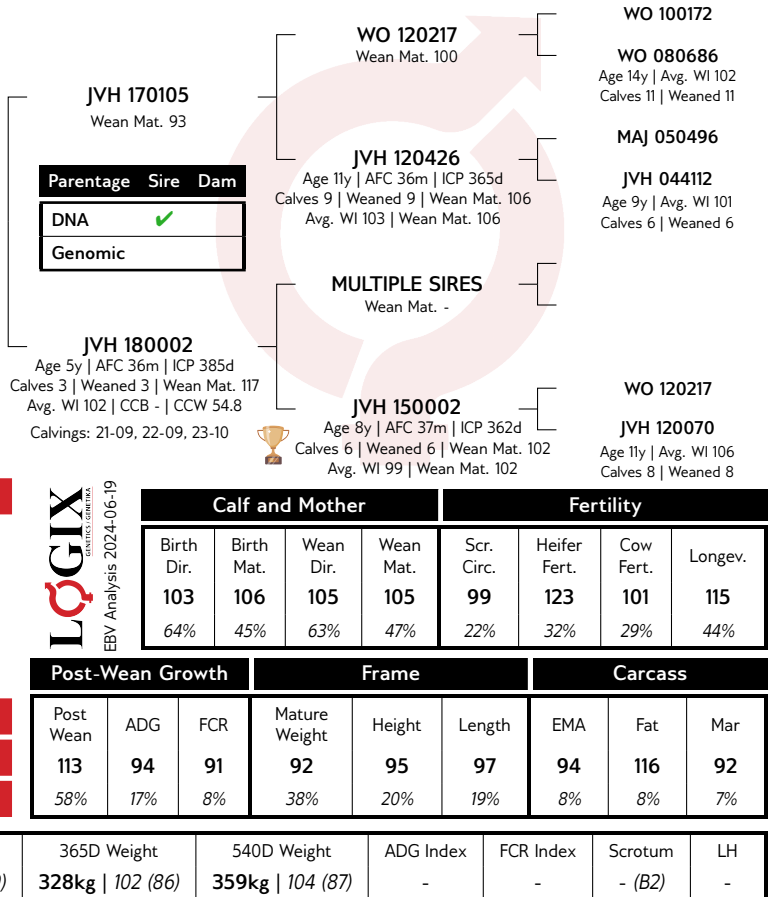 WO 100172
WO 120217
Wean Mat. 100
WO 080686
Age 14y | Avg. WI 102
Calves 11 | Weaned 11
JVH 170105
Wean Mat. 93
MAJ 050496
JVH 120426
Age 11y | AFC 36m | ICP 365d
Calves 9 | Weaned 9 | Wean Mat. 106
Avg. WI 103 | Wean Mat. 106
JVH 044112
Age 9y | Avg. WI 101
Calves 6 | Weaned 6
Parentage Sire Dam
DNA ✔
Genomic
MULTIPLE SIRES
Wean Mat. -
JVH 180002
Age 5y | AFC 36m | ICP 385d
Calves 3 | Weaned 3 | Wean Mat. 117
Avg. WI 102 | CCB - | CCW 54.8
Calvings: 21-09, 22-09, 23-10
WO 120217
JVH 150002
Age 8y | AFC 37m | ICP 362d
Calves 6 | Weaned 6 | Wean Mat. 102
Avg. WI 99 | Wean Mat. 102
JVH 120070
Age 11y | Avg. WI 106
Calves 8 | Weaned 8
LOGIX
GENETICS / GENETIKA
EBV Analysis 2024-06-19
Calf and Mother Fertility
Birth Dir. Birth Mat. Wean Dir. Wean Mat. Scr. Circ. Heifer Fert. Cow Fert. Longev.
103 106 105 105 99 123 101 115
64% 45% 63% 47% 22% 32% 29% 44%
Post-Wean Growth Frame Carcass
Post Wean ADG FCR Mature Weight Height Length EMA Fat Mar
113 94 91 92 95 97 94 116 92
58% 17% 8% 38% 20% 19% 8% 8% 7%
365D Weight 540D Weight ADG Index FCR Index Scrotum LH
) 328kg | 102 (86) 359kg | 104 (87) - - - (B2) -